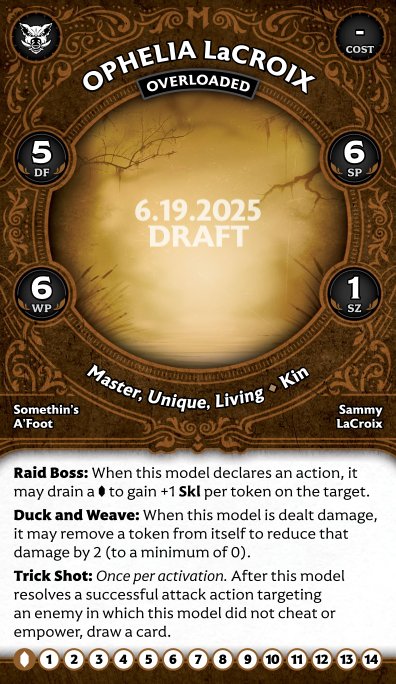 -
COST
OPHELIA LaCROIX
OVERLOADED
5
DF
6
SP
6.19.2025
DRAFT
6
WP
1
SZ
Master, Unique, Living ◆ Kin
Somethin's
A'Foot
Sammy
LaCroix
Raid Boss: When this model declares an action, it
may drain a ⬮ to gain +1 Skl per token on the target.
Duck and Weave: When this model is dealt damage,
it may remove a token from itself to reduce that
damage by 2 (to a minimum of 0).
Trick Shot: Once per activation. After this model
resolves a successful attack action targeting
an enemy in which this model did not cheat or
empower, draw a card.
1 2 3 4 5 6 7 8 9 10 11 12 13 14